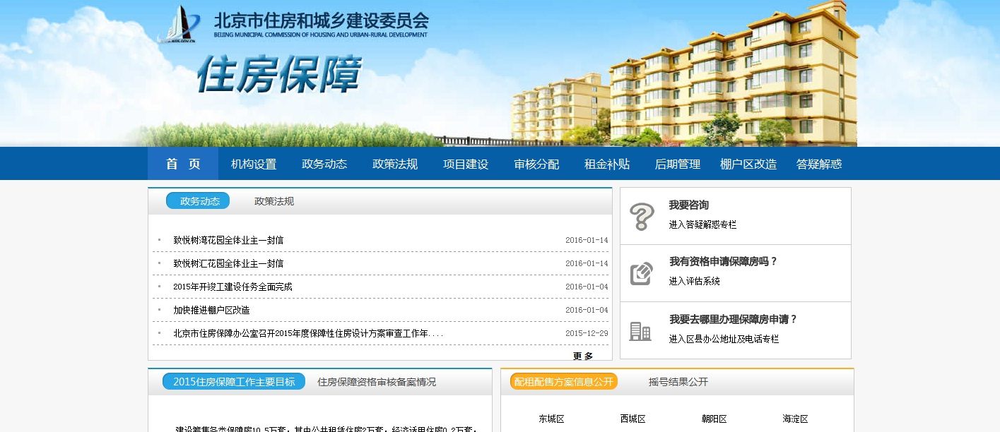 北京市住房和城乡建设委员会
BEIJING MUNICIPAL COMMISSION OF HOUSING AND URBAN-RURAL DEVELOPMENT
住房保障
首 页 机构设置 政务动态 政策法规 项目建设 审核分配 租金补贴 后期管理 棚户区改造 答疑解惑
政务动态 政策法规
致悦树湾花园全体业主一封信 2016-01-14
致悦树汇花园全体业主一封信 2016-01-14
2015年开竣工建设任务全面完成 2016-01-04
加快推进棚户区改造 2016-01-04
北京市住房保障办公室召开2015年度保障性住房设计方案审查工作年.... 2015-12-29
更多
我要咨询
进入答疑解惑专栏
我有资格申请保障房吗？
进入评估系统
我要去哪里办理保障房申请？
进入区县办公地址及电话专栏
2015住房保障工作主要目标 住房保障资格审核备案情况
建设筹集各类保障房10.5万套，其中公共租赁住房2万套，经济适用住房0.2万套，
配租配售方案信息公开 摇号结果公开
东城区 西城区 朝阳区 海淀区